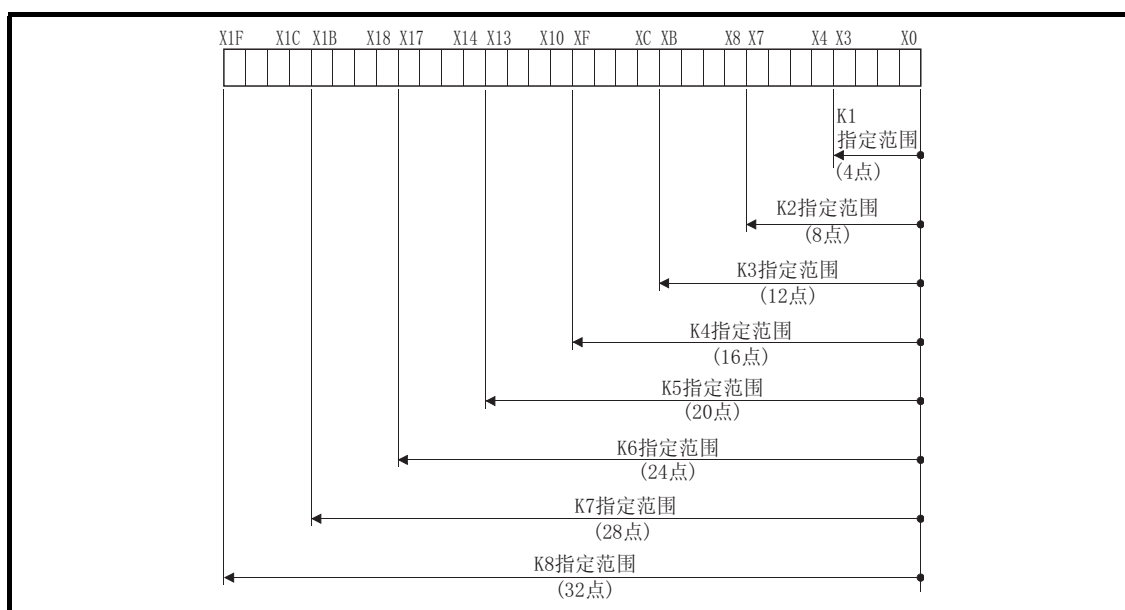 X1F X1C X1B X18 X17 X14 X13 X10 XF XC XB X8 X7 X4 X3 X0
K1
指定范围
(4点)
K2指定范围
(8点)
K3指定范围
(12点)
K4指定范围
(16点)
K5指定范围
(20点)
K6指定范围
(24点)
K7指定范围
(28点)
K8指定范围
(32点)